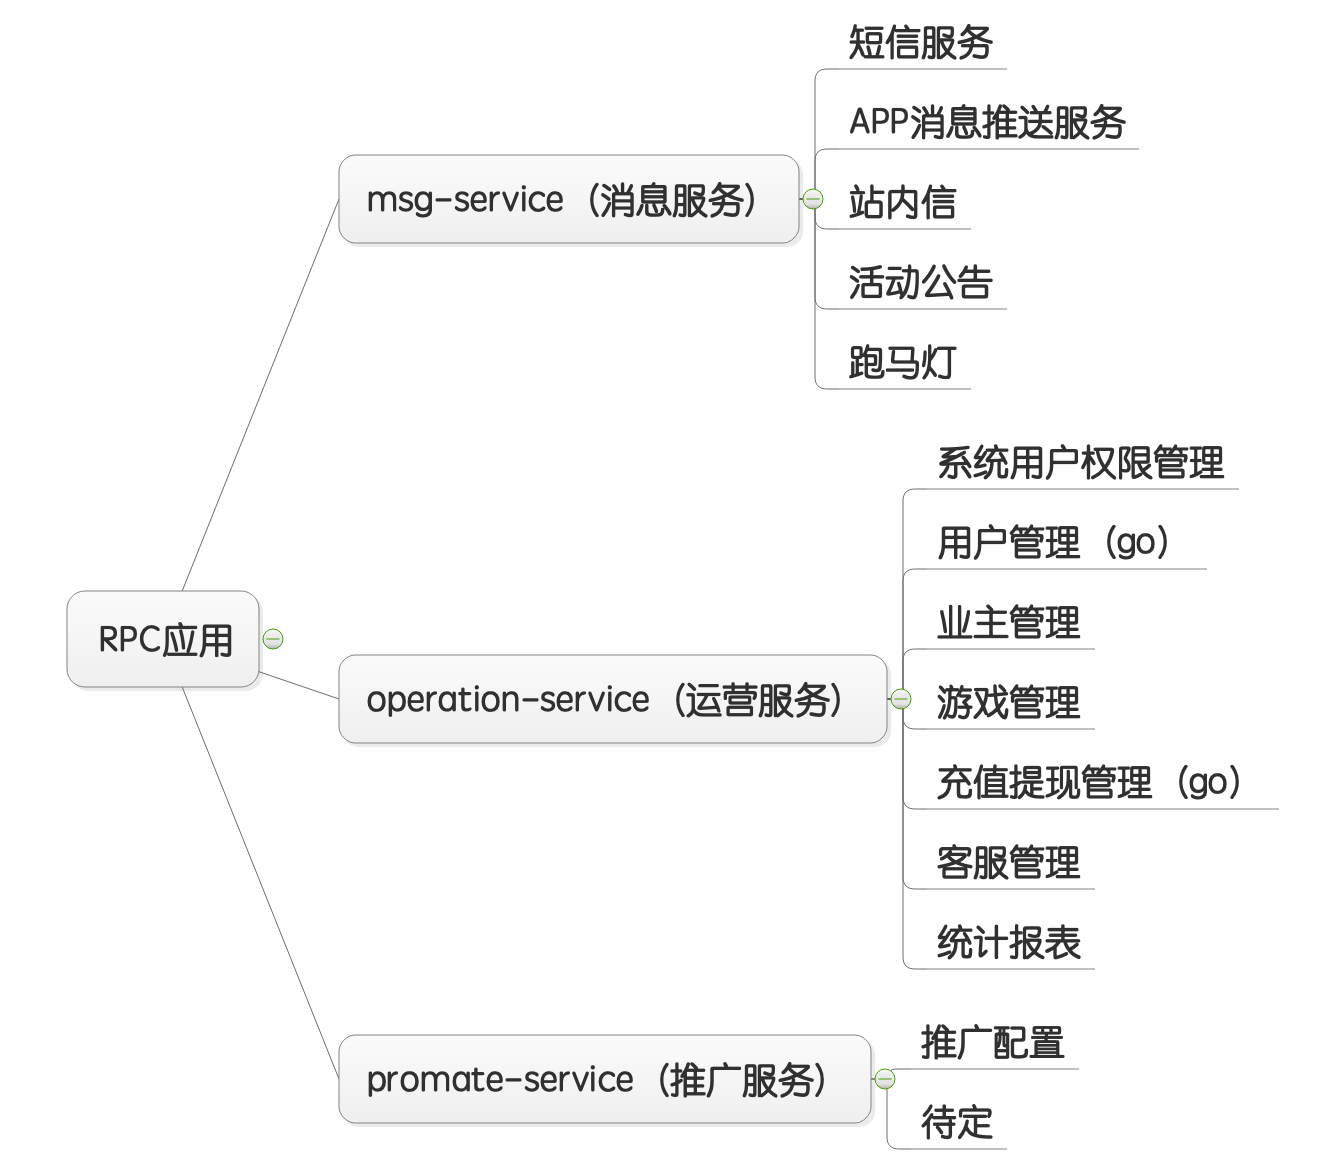 RPC应用
msg-service（消息服务）
短信服务
APP消息推送服务
站内信
活动公告
跑马灯
operation-service（运营服务）
系统用户权限管理
用户管理（go）
业主管理
游戏管理
充值提现管理（go）
客服管理
统计报表
promate-service（推广服务）
推广配置
待定